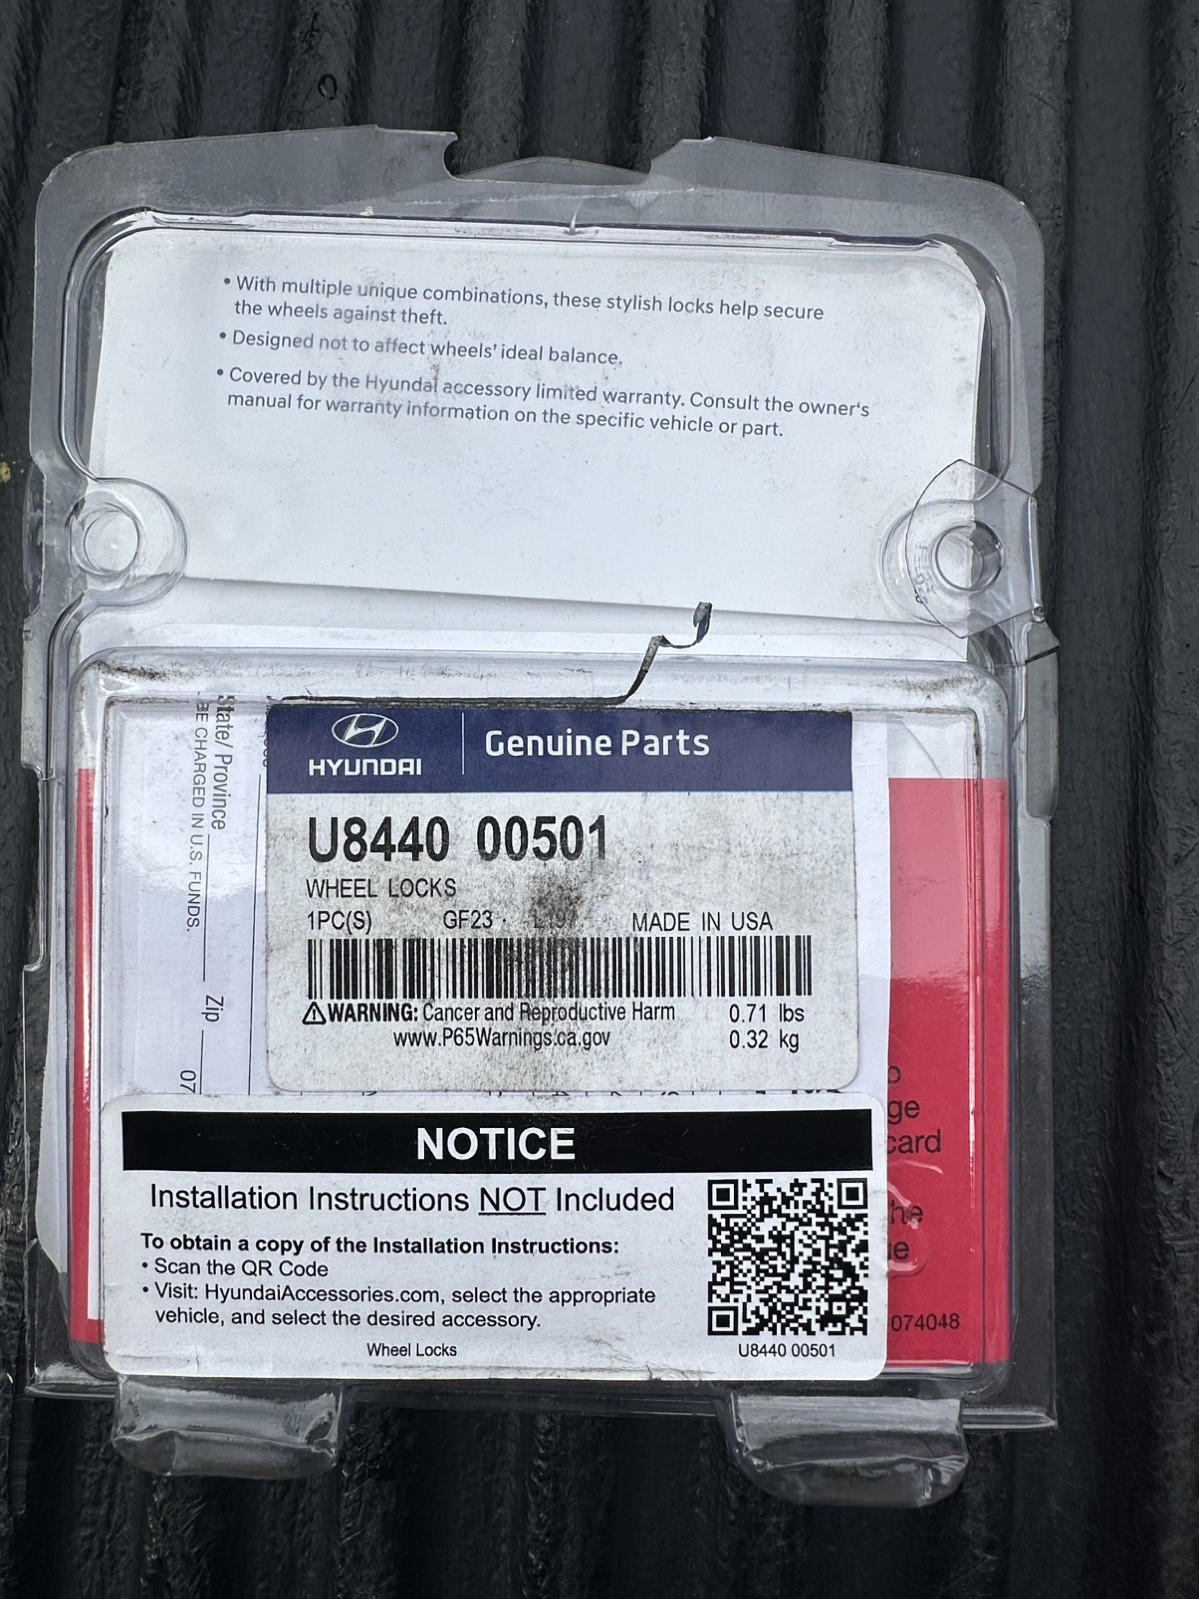 • With multiple unique combinations, these stylish locks help secure
the wheels against theft.
• Designed not to affect wheels' ideal balance.
• Covered by the Hyundai accessory limited warranty. Consult the owner's
manual for warranty information on the specific vehicle or part.
State/ Province
BE CHARGED IN U.S. FUNDS.
Zip
07
HYUNDAI
Genuine Parts
U8440 00501
WHEEL LOCKS
1PC(S) GF23 · MADE IN USA
⚠WARNING: Cancer and Reproductive Harm 0.71 lbs
www.P65Warnings.ca.gov 0.32 kg
card
074048
NOTICE
Installation Instructions NOT Included
To obtain a copy of the Installation Instructions:
• Scan the QR Code
• Visit: HyundaiAccessories.com, select the appropriate
vehicle, and select the desired accessory.
Wheel Locks
U8440 00501